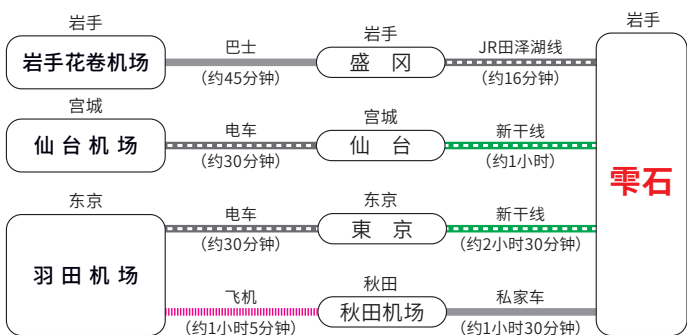 岩手
岩手花卷机场
巴士
(约45分钟)
岩手
盛 冈
JR田泽湖线
(约16分钟)
宫城
仙台机场
电车
(约30分钟)
宫城
仙 台
新干线
(约1小时)
东京
羽田机场
电车
(约30分钟)
东京
東 京
新干线
(约2小时30分钟)
飞机
(约1小时5分钟)
秋田
秋田机场
私家车
(约1小时30分钟)
岩手
雫石